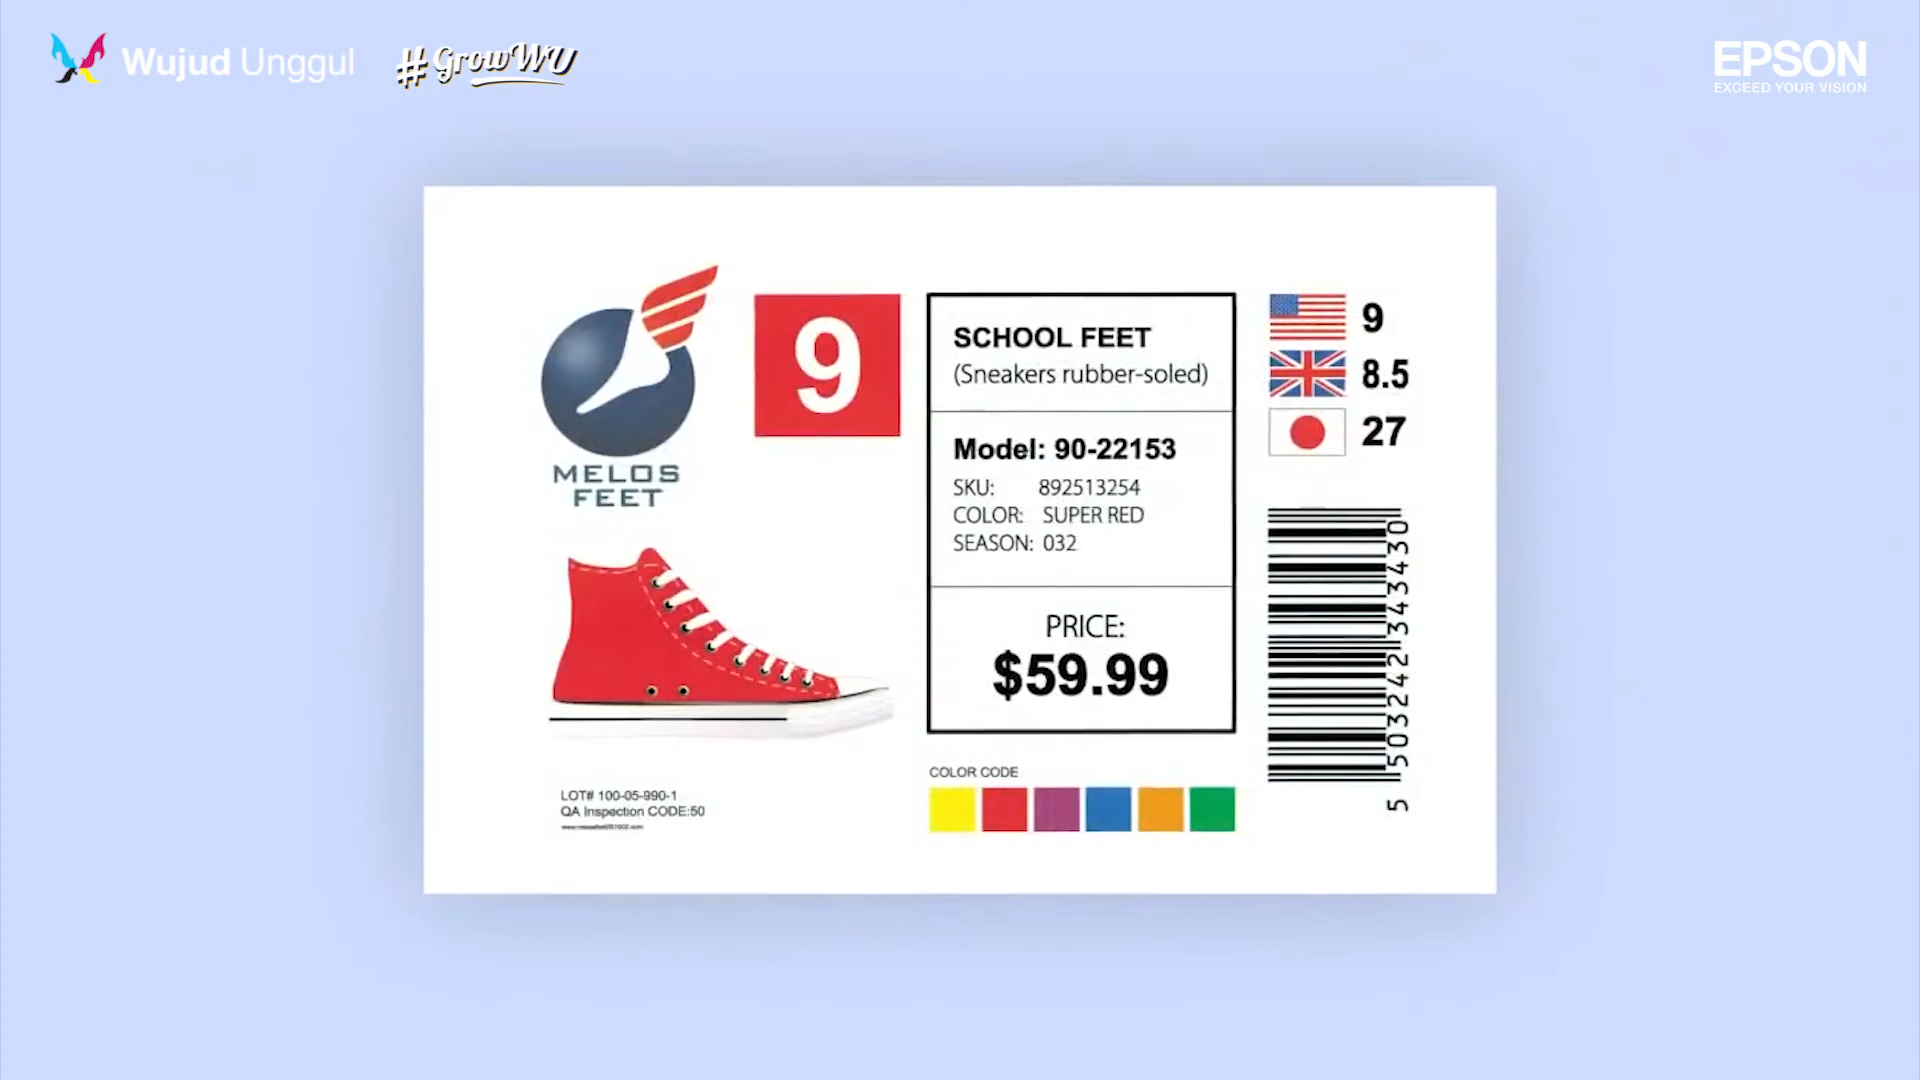 Wujud Unggul
#GrowWU
EPSON
EXCEED YOUR VISION
MELOS
FEET
9
SCHOOL FEET
(Sneakers rubber-soled)
Model: 90-22153
SKU: 892513254
COLOR: SUPER RED
SEASON: 032
PRICE:
$59.99
9
8.5
27
5 503242 343430
COLOR CODE
LOT# 100-05-990-1
QA Inspection CODE:50